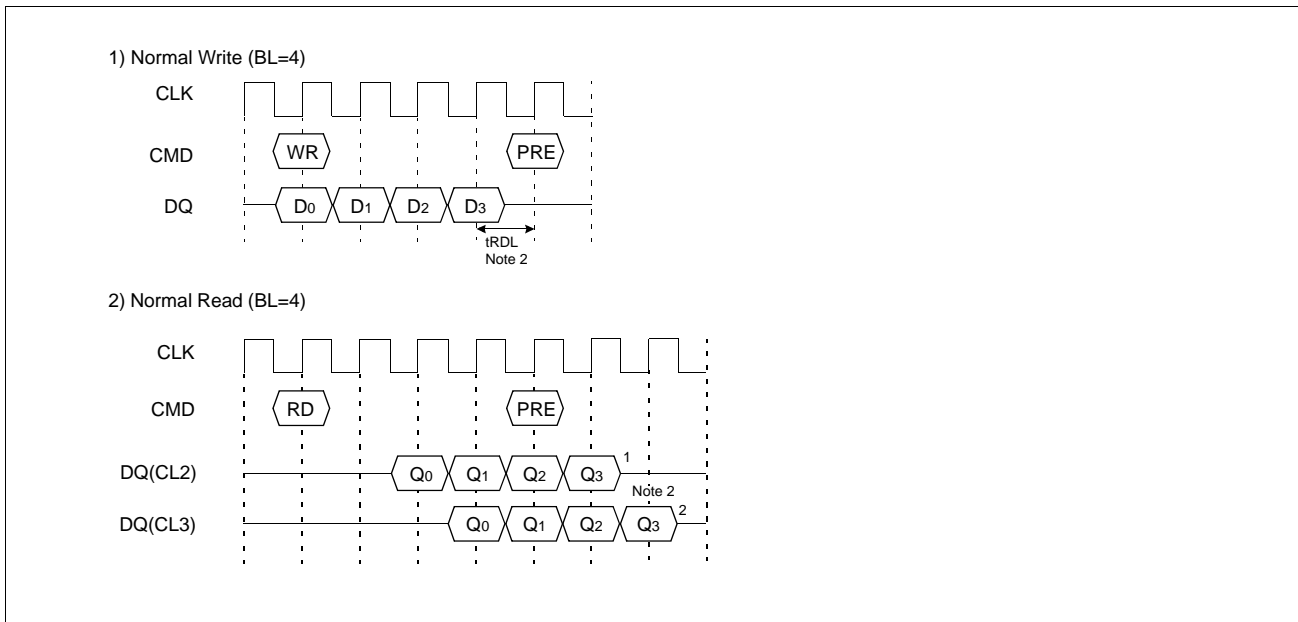 1) Normal Write (BL=4)
CLK
CMD WR PRE
DQ D0 D1 D2 D3
tRDL
Note 2
2) Normal Read (BL=4)
CLK
CMD RD PRE
DQ(CL2) Q0 Q1 Q2 Q3 1
Note 2
DQ(CL3) Q0 Q1 Q2 Q3 2